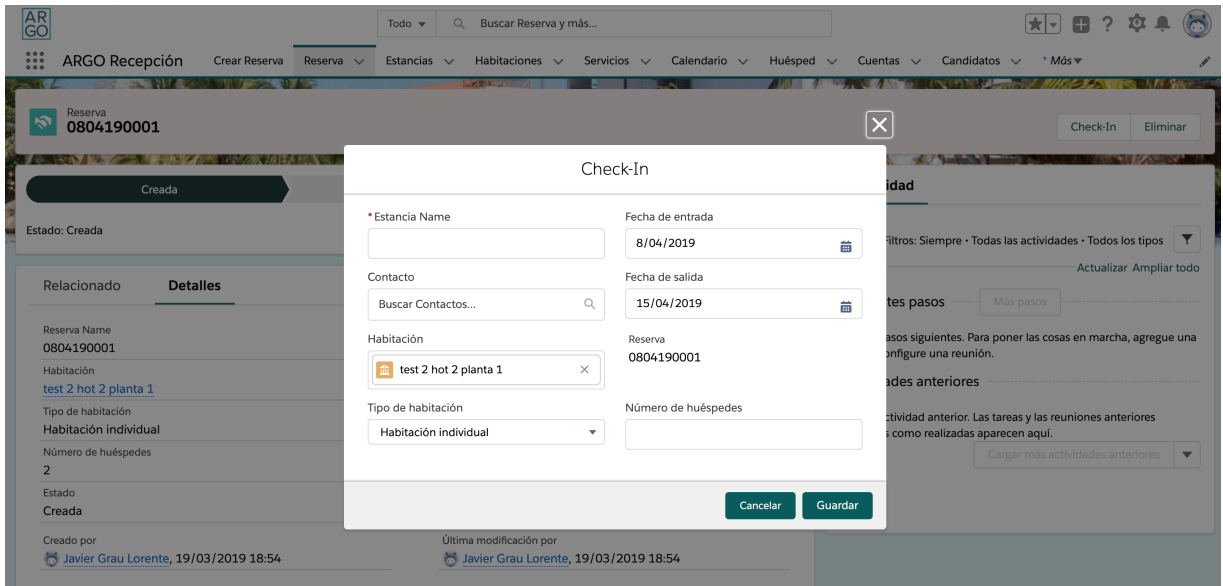 AR
GO
Todo
Buscar Reserva y más...
ARGO Recepción
Crear Reserva
Reserva
Estancias
Habitaciones
Servicios
Calendario
Huésped
Cuentas
Candidatos
* Más
Reserva
0804190001
Check-In
Eliminar
Creada
Estado: Creada
Relacionado
Detalles
Reserva Name
0804190001
Habitación
test 2 hot 2 planta 1
Tipo de habitación
Habitación individual
Número de huéspedes
2
Estado
Creada
Creado por
Javier Grau Lorente, 19/03/2019 18:54
Última modificación por
Javier Grau Lorente, 19/03/2019 18:54
Check-In
*Estancia Name
Fecha de entrada
8/04/2019
Contacto
Buscar Contactos...
Fecha de salida
15/04/2019
Habitación
test 2 hot 2 planta 1
Reserva
0804190001
Tipo de habitación
Habitación individual
Número de huéspedes
Cancelar
Guardar
idad
Filtros: Siempre • Todas las actividades • Todos los tipos
Actualizar Ampliar todo
tes pasos
Más pasos
asos siguientes. Para poner las cosas en marcha, agregue una
onfigure una reunión.
ades anteriores
ctividad anterior. Las tareas y las reuniones anteriores
s como realizadas aparecen aquí.
Cargar más actividades anteriores